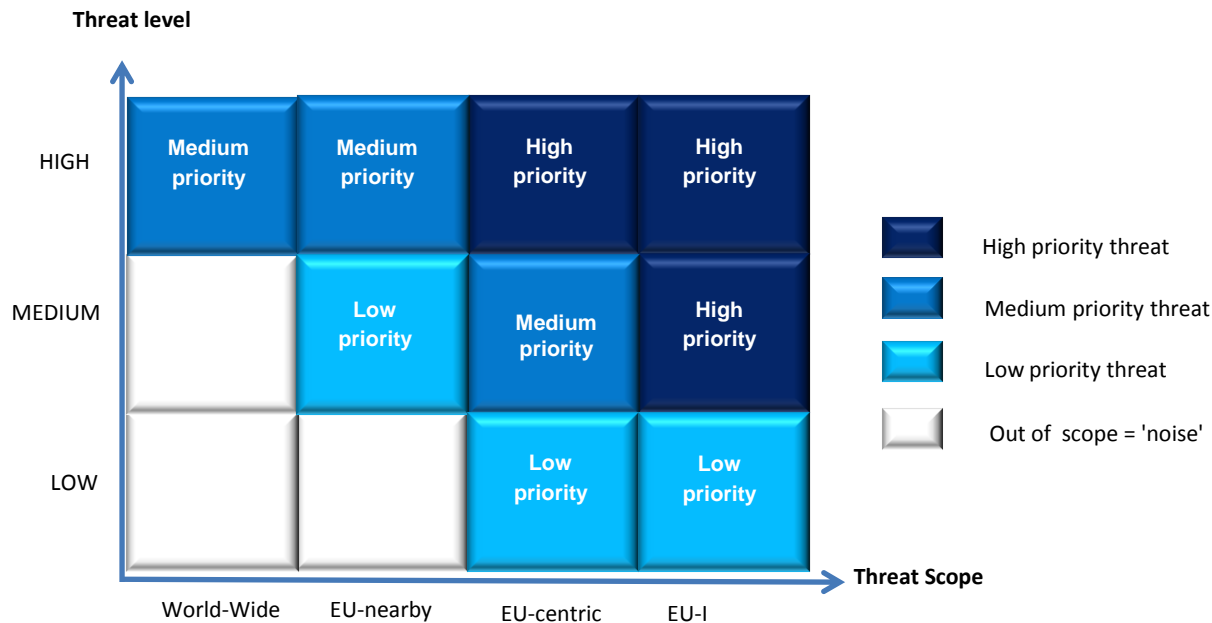 Threat level
HIGH
Medium
priority
Medium
priority
High
priority
High
priority
MEDIUM
Low
priority
Medium
priority
High
priority
LOW
Low
priority
Low
priority
Threat Scope
World-Wide
EU-nearby
EU-centric
EU-I
High priority threat
Medium priority threat
Low priority threat
Out of scope = 'noise'